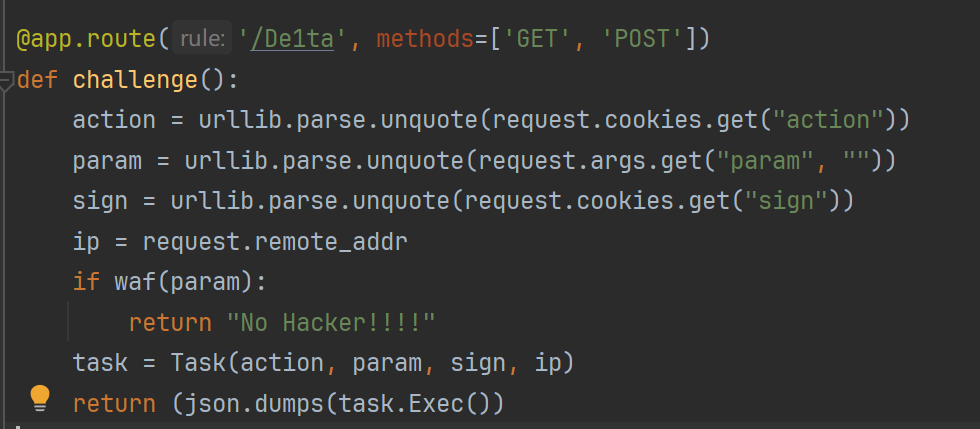 @app.route( rule: '/De1ta', methods=['GET', 'POST'])
def challenge():
    action = urllib.parse.unquote(request.cookies.get("action"))
    param = urllib.parse.unquote(request.args.get("param", ""))
    sign = urllib.parse.unquote(request.cookies.get("sign"))
    ip = request.remote_addr
    if waf(param):
        return "No Hacker!!!!"
    task = Task(action, param, sign, ip)
    return (json.dumps(task.Exec())